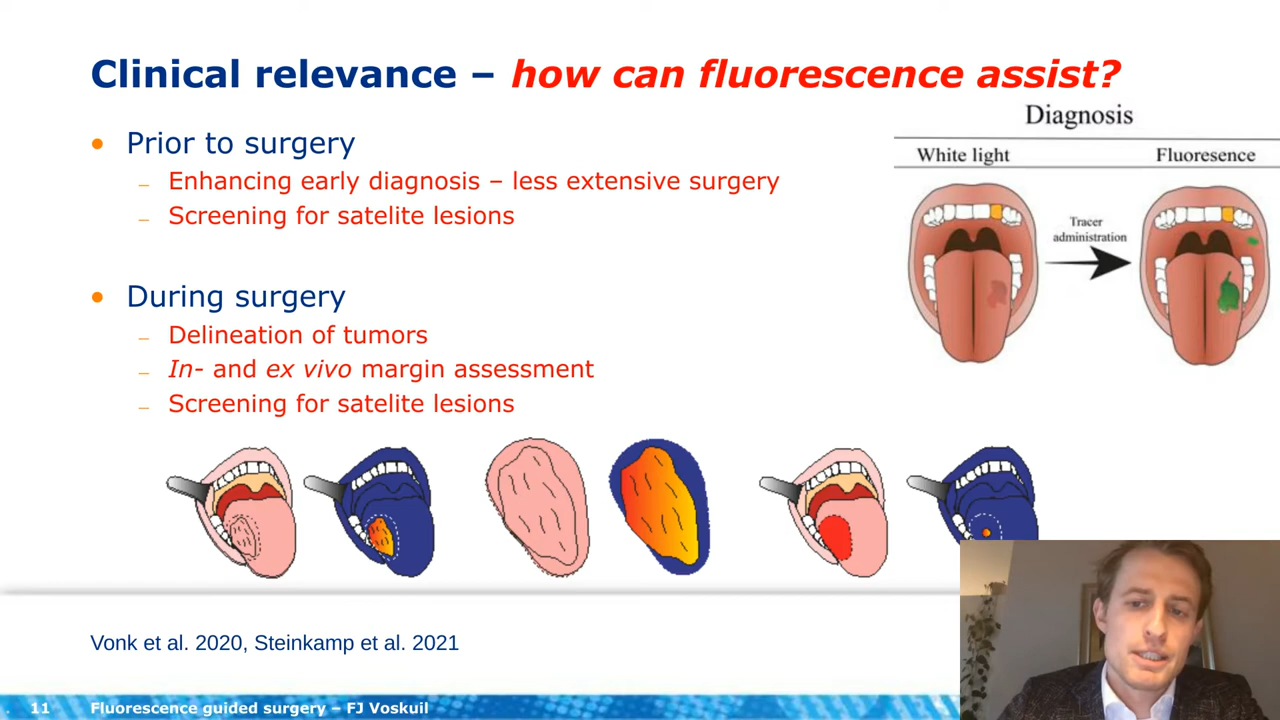 Clinical relevance – how can fluorescence assist?
• Prior to surgery
– Enhancing early diagnosis – less extensive surgery
– Screening for satelite lesions
• During surgery
– Delineation of tumors
– In- and ex vivo margin assessment
– Screening for satelite lesions
Diagnosis
White light
Fluoresence
Tracer
administration
Vonk et al. 2020, Steinkamp et al. 2021
11 Fluorescence guided surgery – FJ Voskuil